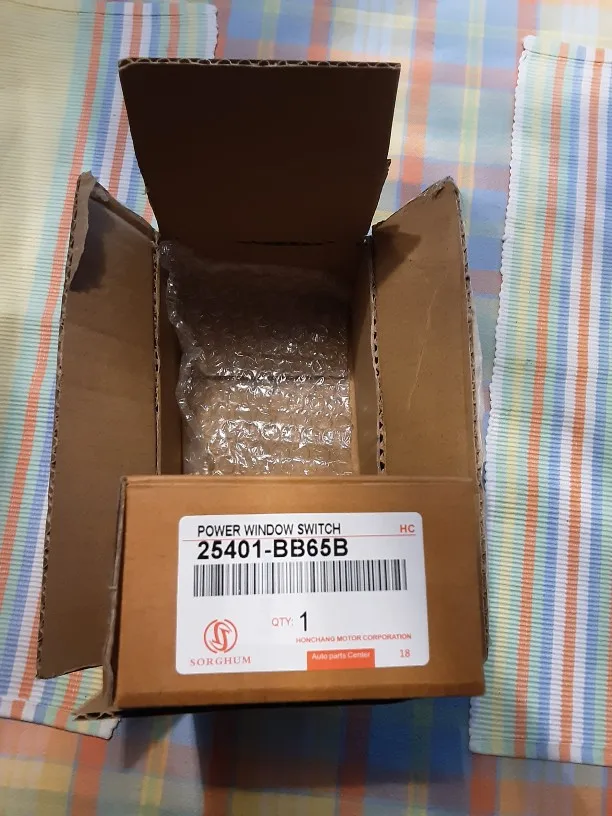 POWER WINDOW SWITCH HC
25401-BB65B
QTY: 1
HONCHANG MOTOR CORPORATION
SORGHUM
Auto parts Center 18